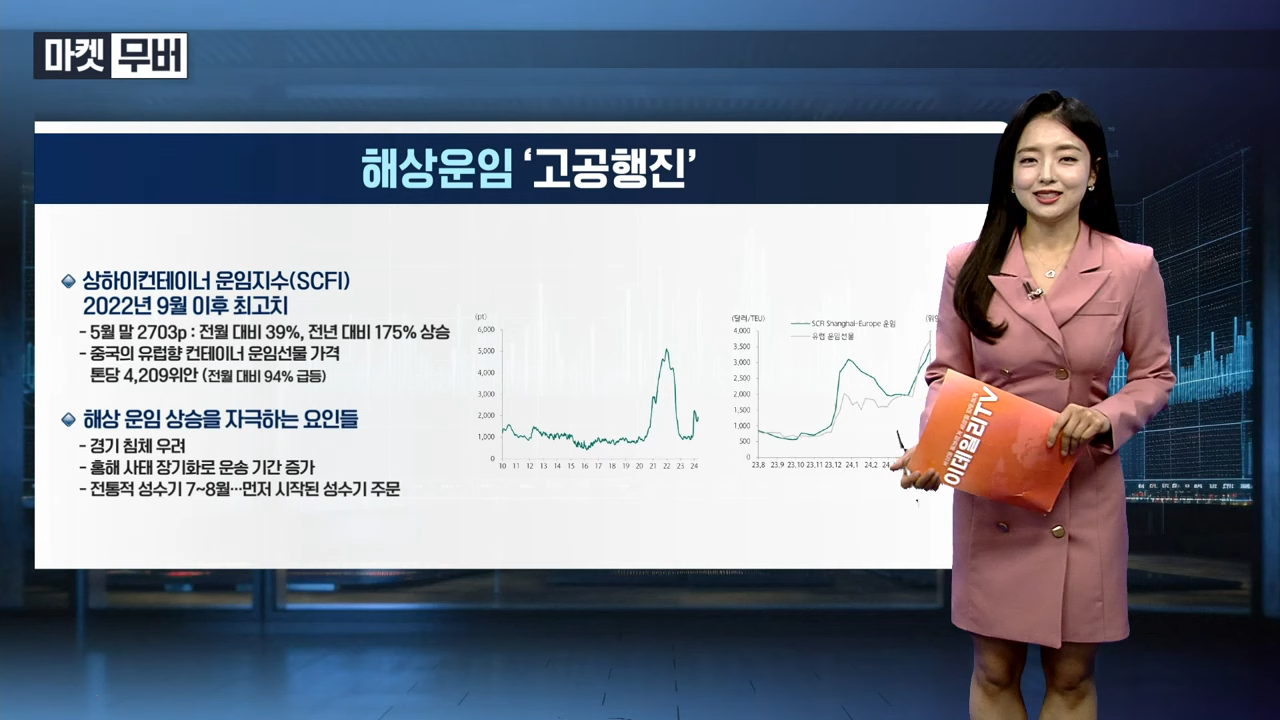 마켓무버
해상운임 ‘고공행진’
상하이컨테이너 운임지수(SCFI)
2022년 9월 이후 최고치
- 5월 말 2703p : 전월 대비 39%, 전년 대비 175% 상승
- 중국의 유럽향 컨테이너 운임선물 가격
톤당 4,209위안 (전월 대비 94% 급등)
해상 운임 상승을 자극하는 요인들
- 경기 침체 우려
- 홍해 사태 장기화로 운송 기간 증가
- 전통적 성수기 7~8월…먼저 시작된 성수기 주문
(pt)
6,000
5,000
4,000
3,000
2,000
1,000
0
10 11 12 13 14 15 16 17 18 19 20 21 22 23 24
(달러/TEU)
SCFI Shanghai-Europe 운임
유럽 운임선물
4,000
3,500
3,000
2,500
2,000
1,500
1,000
500
0
23.8 23.9 23.10 23.11 23.12 24.1 24.2
이데일리TV